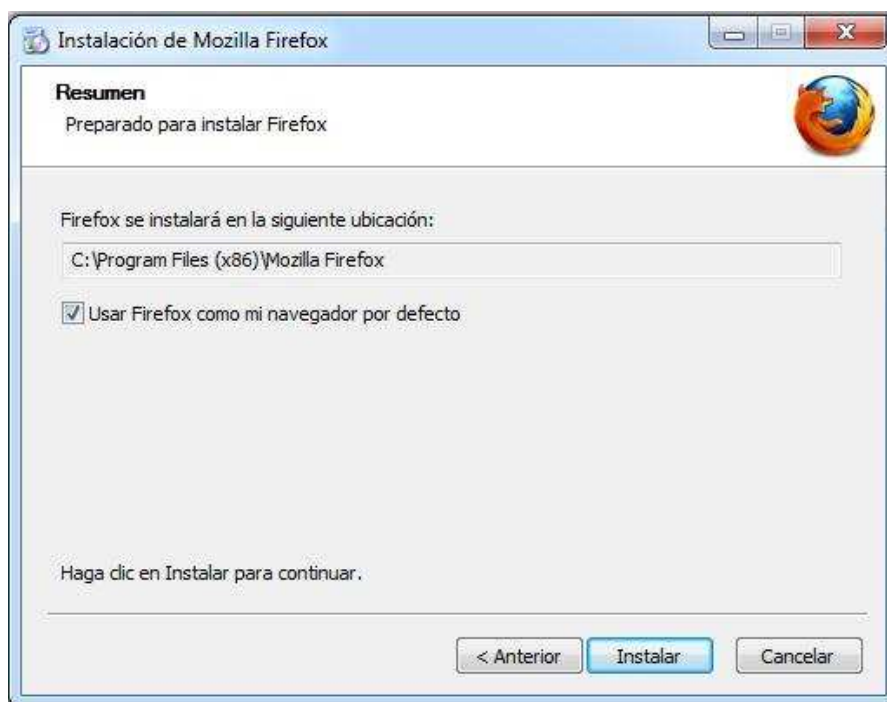 Instalación de Mozilla Firefox
Resumen
Preparado para instalar Firefox
Firefox se instalará en la siguiente ubicación:
C:\Program Files (x86)\Mozilla Firefox
Usar Firefox como mi navegador por defecto
Haga clic en Instalar para continuar.
< Anterior Instalar Cancelar